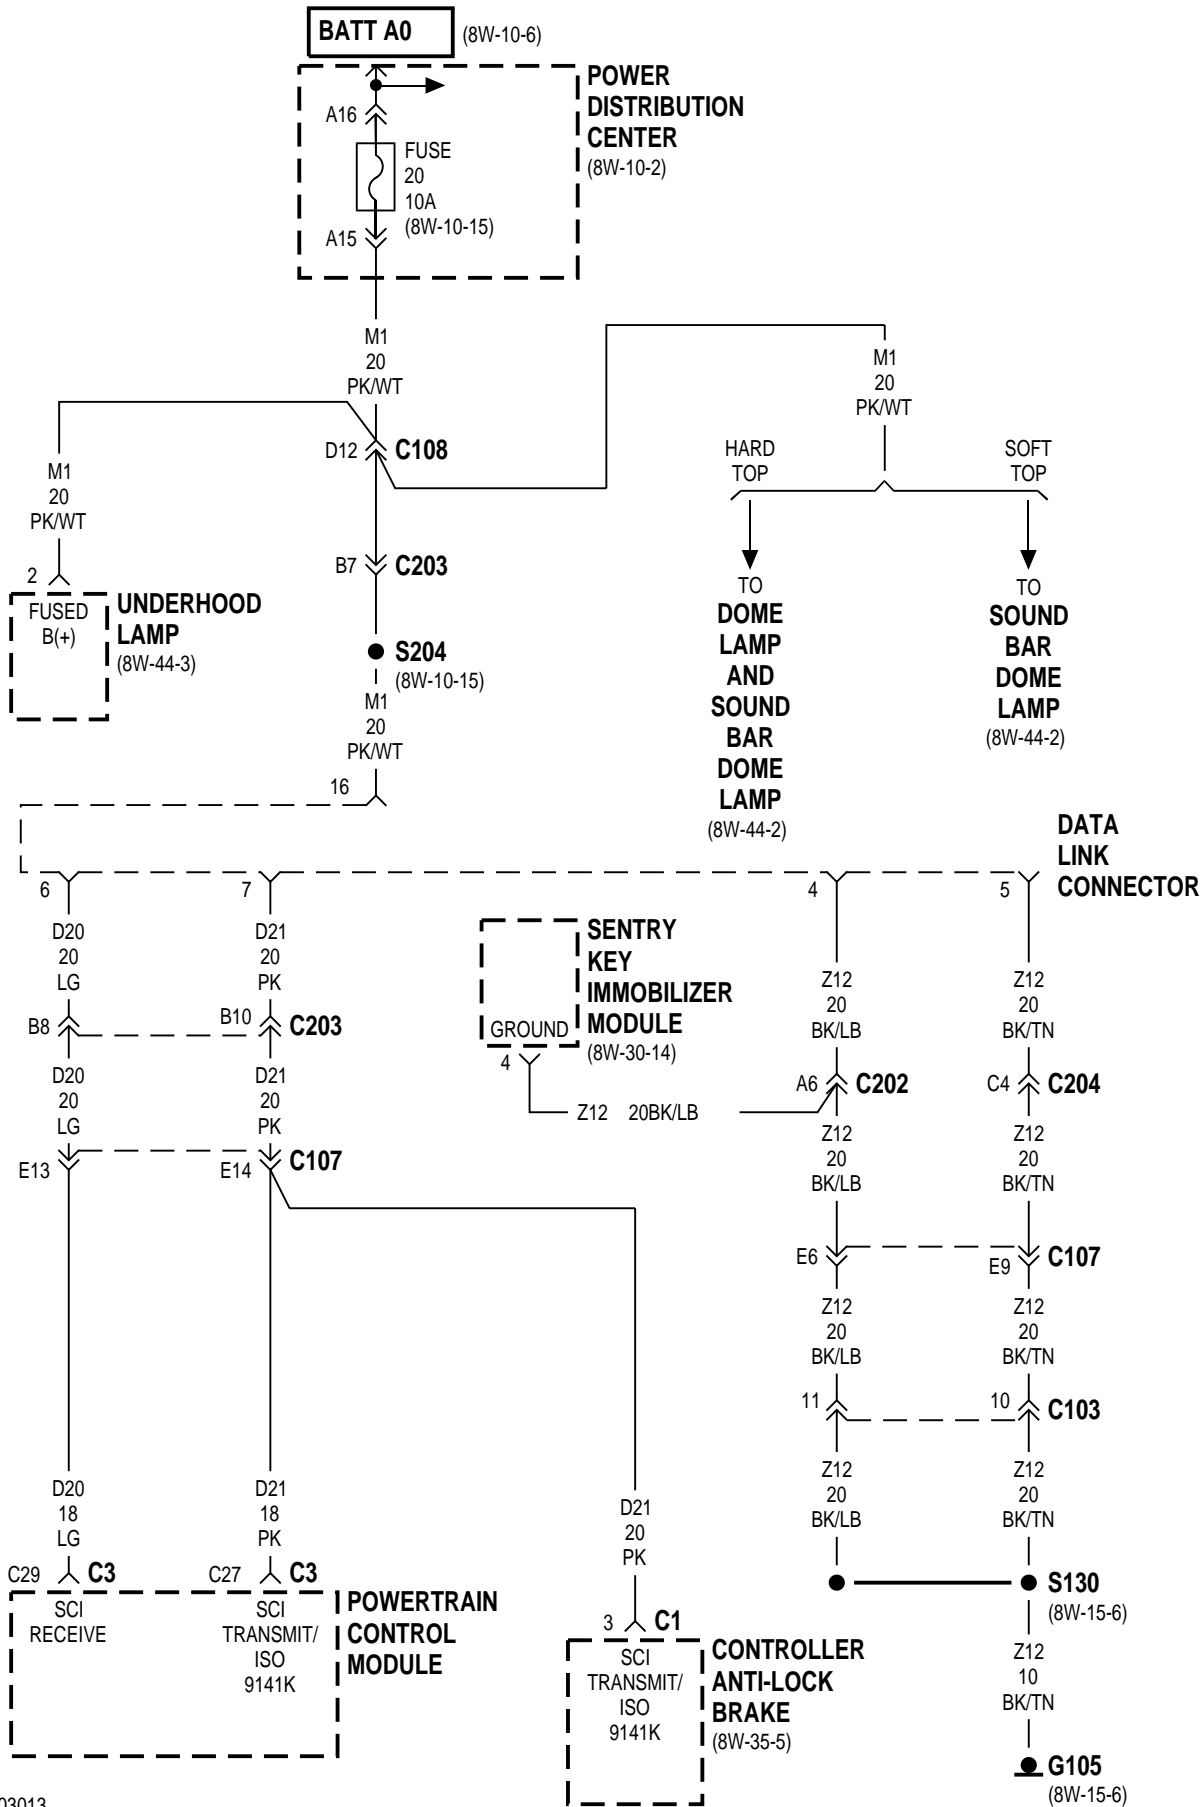 BATT A0
(8W-10-6)
POWER
DISTRIBUTION
CENTER
(8W-10-2)
A16
FUSE
20
10A
(8W-10-15)
A15
M1
20
PK/WT
M1
20
PK/WT
D12
C108
HARD
TOP
SOFT
TOP
M1
20
PK/WT
B7
C203
2
FUSED
B(+)
UNDERHOOD
LAMP
(8W-44-3)
TO
DOME
LAMP
AND
SOUND
BAR
DOME
LAMP
(8W-44-2)
TO
SOUND
BAR
DOME
LAMP
(8W-44-2)
S204
(8W-10-15)
M1
20
PK/WT
16
DATA
LINK
CONNECTOR
6
7
4
5
D20
20
LG
D21
20
PK
SENTRY
KEY
IMMOBILIZER
MODULE
(8W-30-14)
GROUND
4
Z12
20
BK/LB
Z12
20
BK/TN
B8
B10
C203
A6
C202
C4
C204
D20
20
LG
D21
20
PK
Z12 20BK/LB
Z12
20
BK/LB
Z12
20
BK/TN
E13
E14
C107
E6
E9
C107
Z12
20
BK/LB
Z12
20
BK/TN
11
10
C103
Z12
20
BK/LB
Z12
20
BK/TN
D20
18
LG
D21
18
PK
D21
20
PK
C29
C3
C27
C3
SCI
RECEIVE
SCI
TRANSMIT/
ISO
9141K
POWERTRAIN
CONTROL
MODULE
3
C1
SCI
TRANSMIT/
ISO
9141K
CONTROLLER
ANTI-LOCK
BRAKE
(8W-35-5)
S130
(8W-15-6)
Z12
10
BK/TN
G105
(8W-15-6)